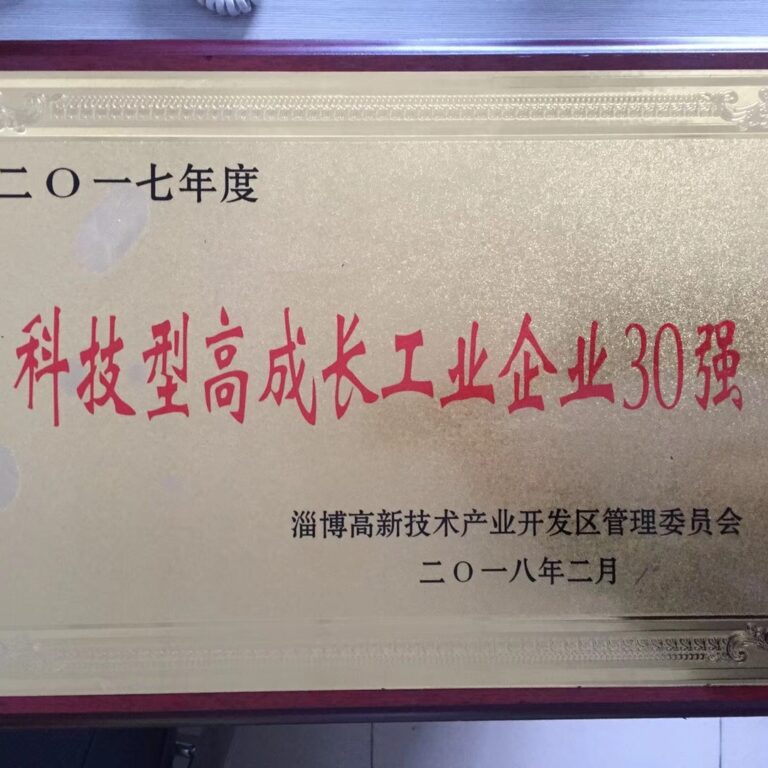 二〇一七年度
科技型高成长工业企业30强
淄博高新技术产业开发区管理委员会
二〇一八年二月